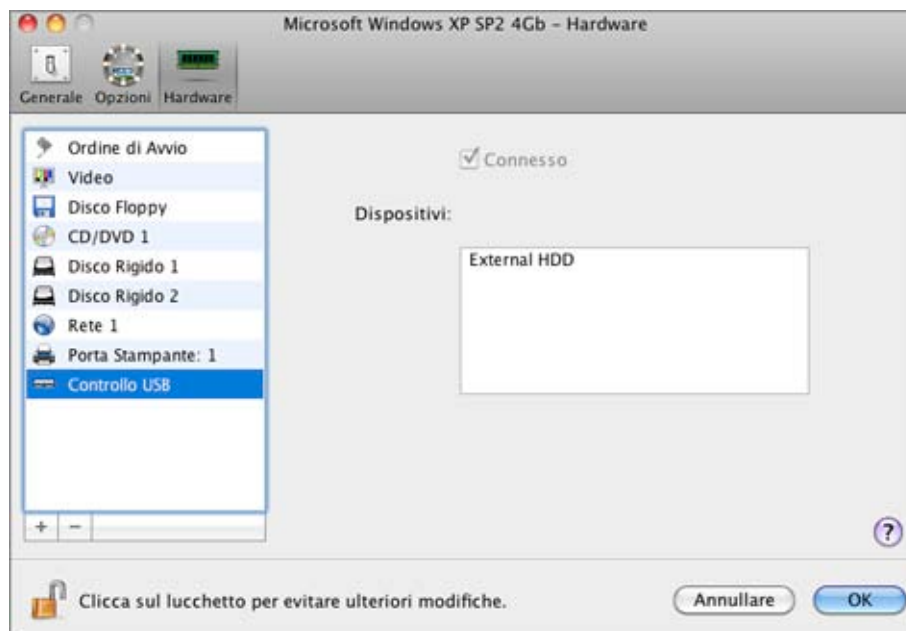 Microsoft Windows XP SP2 4Gb – Hardware
Generale Opzioni Hardware
Ordine di Avvio
Video
Disco Floppy
CD/DVD 1
Disco Rigido 1
Disco Rigido 2
Rete 1
Porta Stampante: 1
Controllo USB
+ −
Connesso
Dispositivi:
External HDD
?
Clicca sul lucchetto per evitare ulteriori modifiche.
Annullare OK